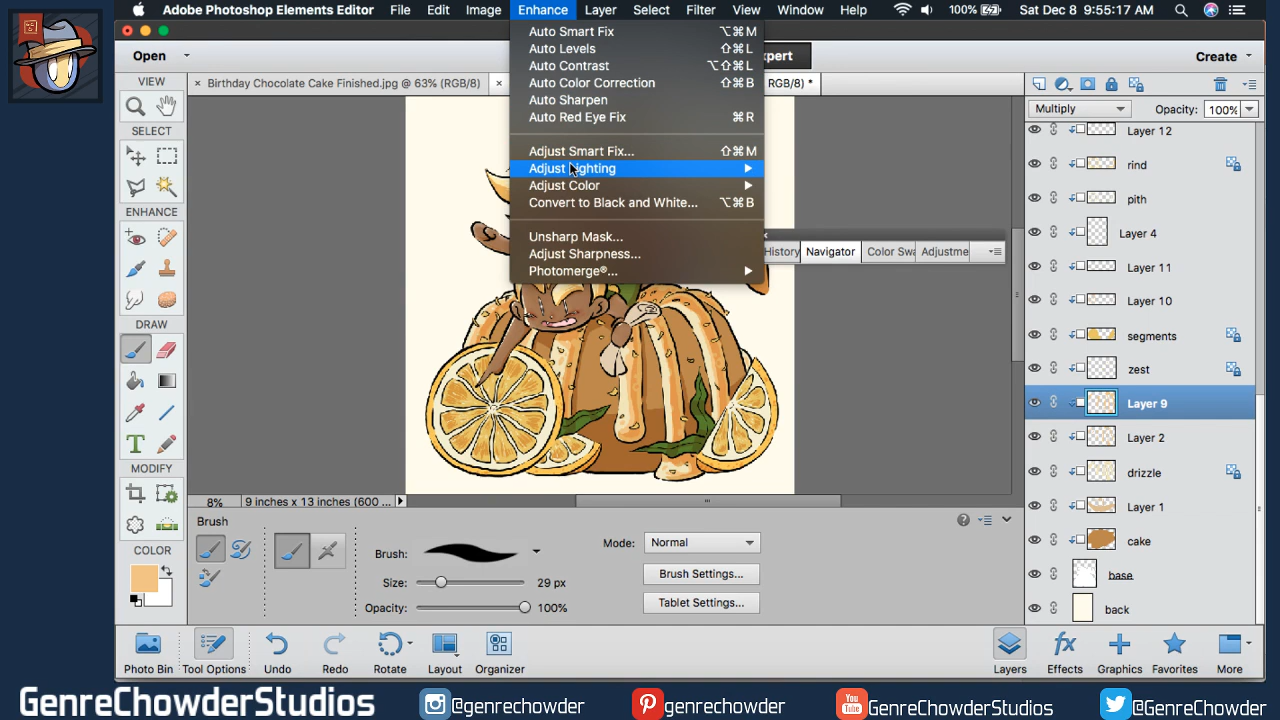 Adobe Photoshop Elements Editor File Edit Image Enhance Layer Select Filter View Window Help 100% Sat Dec 8 9:55:17 AM
Open
xpert
Create
Birthday Chocolate Cake Finished.jpg @ 63% (RGB/8)
RGB/8) *
Auto Smart Fix ⌥⌘M
Auto Levels ⇧⌘L
Auto Contrast ⌥⇧⌘L
Auto Color Correction ⇧⌘B
Auto Sharpen
Auto Red Eye Fix ⌘R
Adjust Smart Fix... ⇧⌘M
Adjust Lighting
Adjust Color
Convert to Black and White... ⌥⌘B
Unsharp Mask...
Adjust Sharpness...
Photomerge®...
VIEW
SELECT
ENHANCE
DRAW
MODIFY
COLOR
History Navigator Color Swa Adjustme
Multiply Opacity: 100%
Layer 12
rind
pith
Layer 4
Layer 11
Layer 10
segments
zest
Layer 9
Layer 2
drizzle
Layer 1
cake
base
back
8% 9 inches x 13 inches (600 ...
Brush
Brush:
Size: 29 px
Opacity: 100%
Mode: Normal
Brush Settings...
Tablet Settings...
Photo Bin Tool Options Undo Redo Rotate Layout Organizer
Layers Effects Graphics Favorites More
GenreChowderStudios @genrechowder genrechowder GenreChowderStudios @GenreChowder